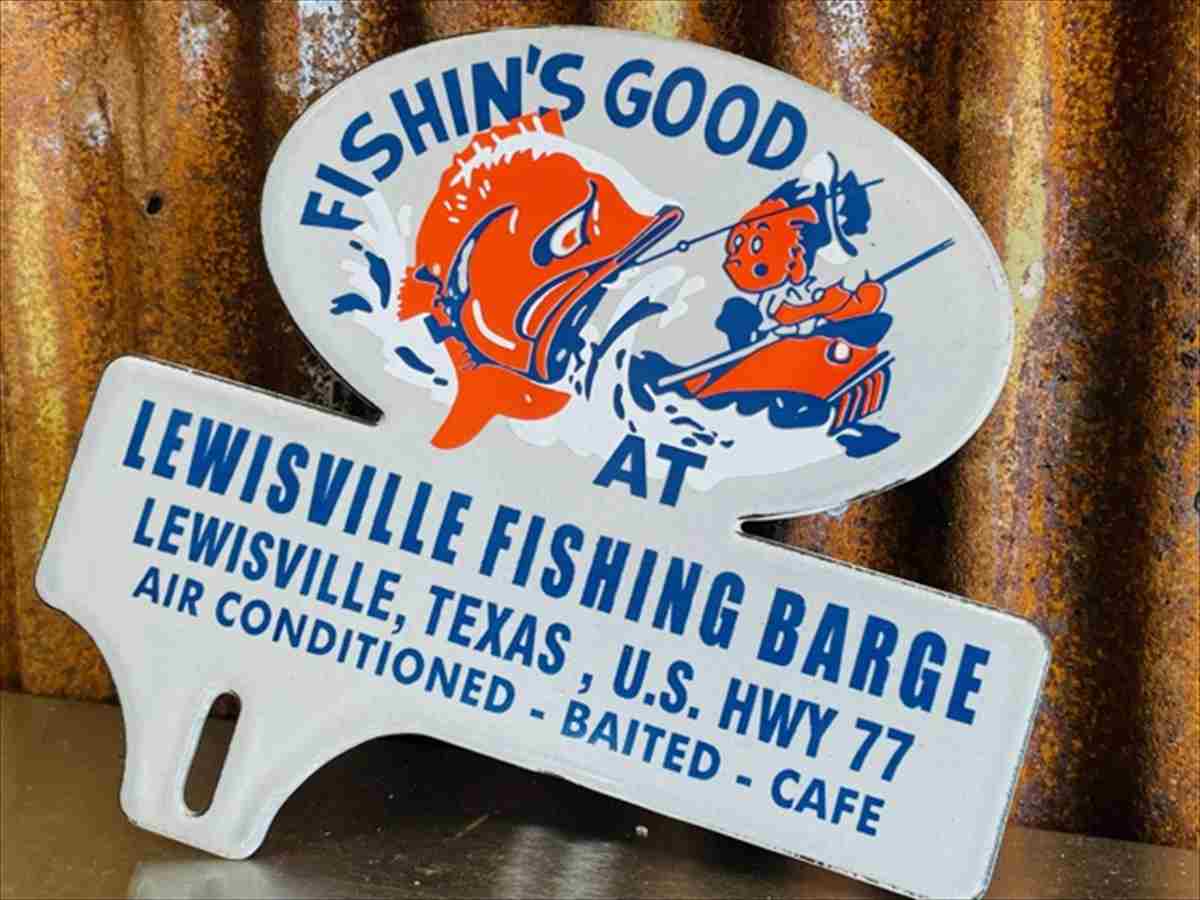 FISHIN'S GOOD
AT
LEWISVILLE FISHING BARGE
LEWISVILLE, TEXAS , U.S. HWY 77
AIR CONDITIONED - BAITED - CAFE